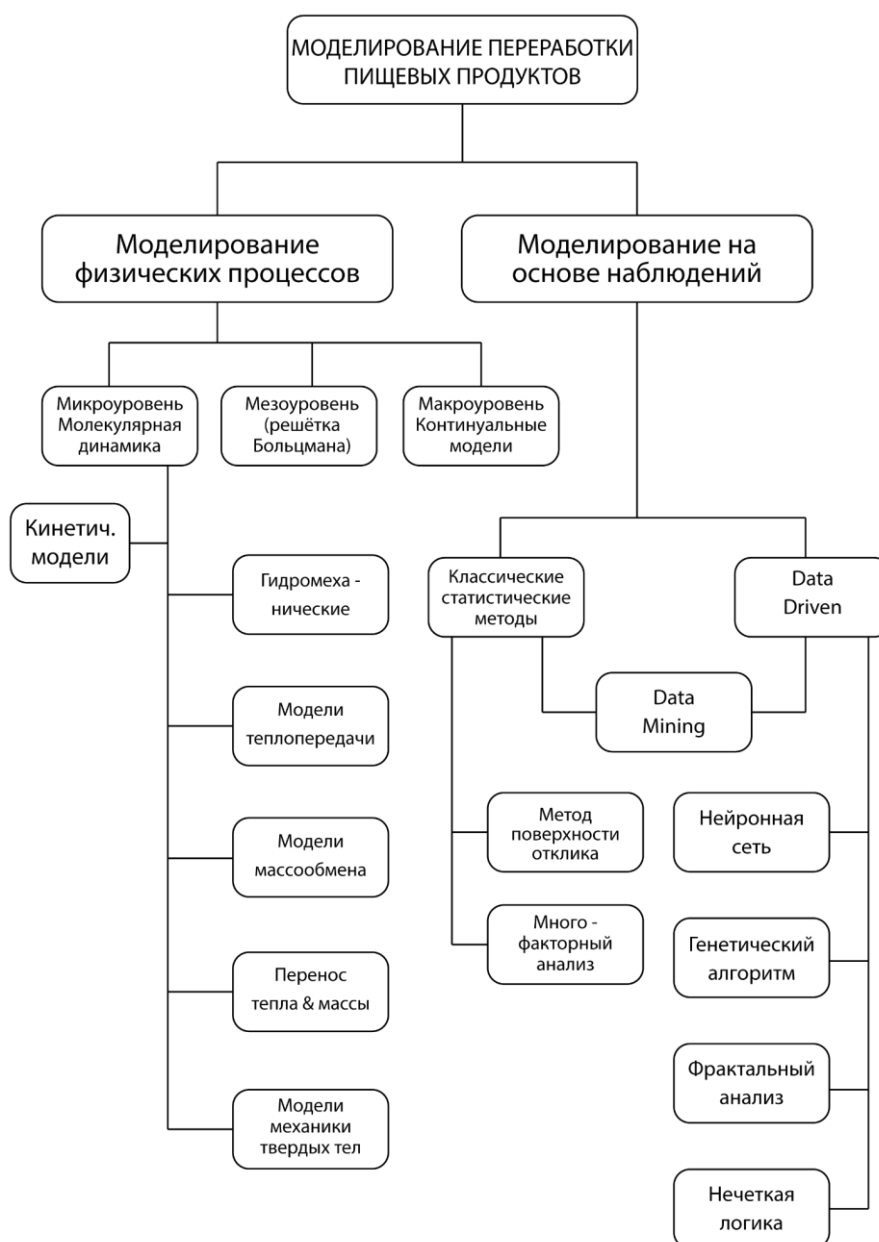 МОДЕЛИРОВАНИЕ ПЕРЕРАБОТКИ
ПИЩЕВЫХ ПРОДУКТОВ
Моделирование
физических процессов
Моделирование на
основе наблюдений
Микроуровень
Молекулярная
динамика
Мезоуровень
(решётка
Больцмана)
Макроуровень
Континуальные
модели
Кинетич.
модели
Гидромеха -
нические
Модели
теплопередачи
Модели
массообмена
Перенос
тепла & массы
Модели
механики
твердых тел
Классические
статистические
методы
Data
Driven
Data
Mining
Метод
поверхности
отклика
Много -
факторный
анализ
Нейронная
сеть
Генетический
алгоритм
Фрактальный
анализ
Нечеткая
логика